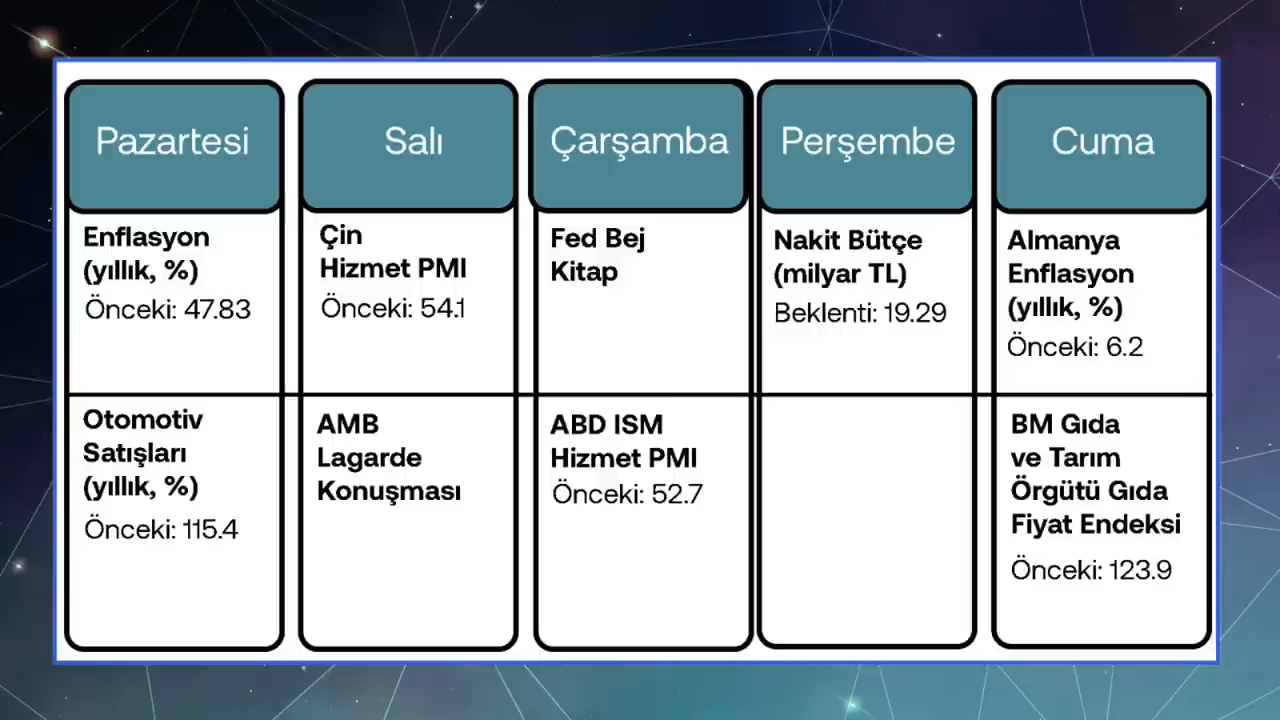 Pazartesi
Salı
Çarşamba
Perşembe
Cuma
Enflasyon
(yıllık, %)
Önceki: 47.83
Çin
Hizmet PMI
Önceki: 54.1
Fed Bej
Kitap
Nakit Bütçe
(milyar TL)
Beklenti: 19.29
Almanya
Enflasyon
(yıllık, %)
Önceki: 6.2
Otomotiv
Satışları
(yıllık, %)
Önceki: 115.4
AMB
Lagarde
Konuşması
ABD ISM
Hizmet PMI
Önceki: 52.7
BM Gıda
ve Tarım
Örgütü Gıda
Fiyat Endeksi
Önceki: 123.9